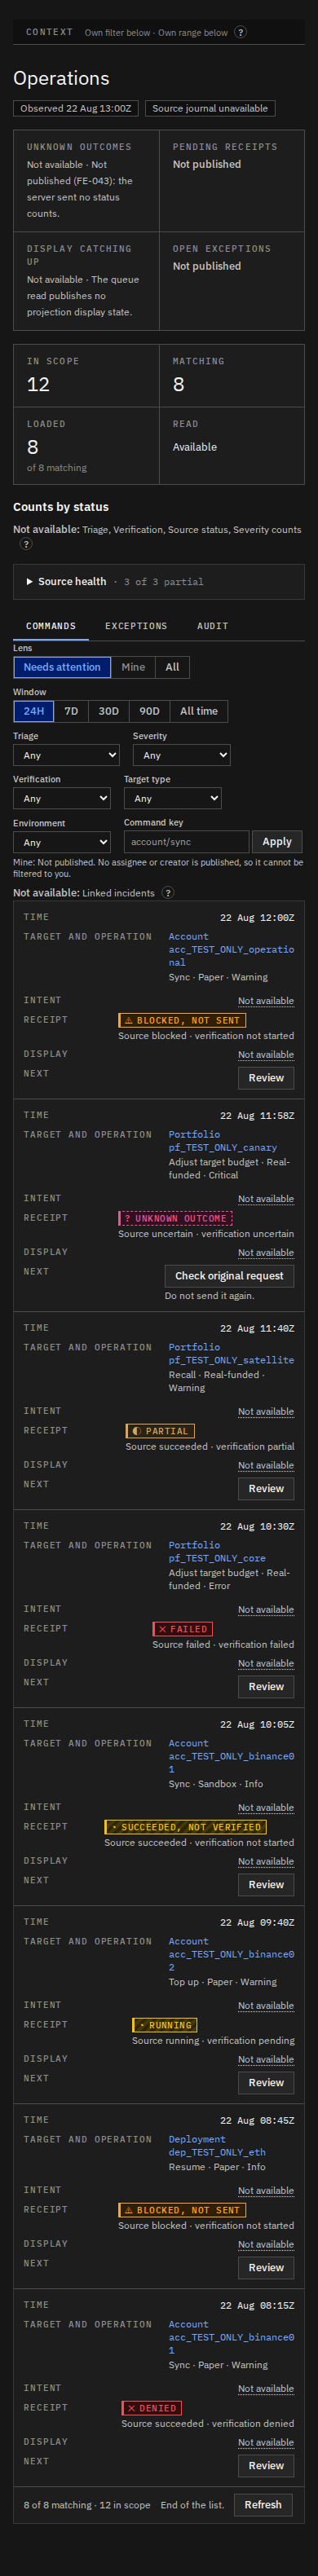 CONTEXT Own filter below · Own range below ?
Operations
Observed 22 Aug 13:00Z Source journal unavailable
UNKNOWN OUTCOMES
Not available · Not
published (FE-043): the
server sent no status
counts.
PENDING RECEIPTS
Not published
DISPLAY CATCHING
UP
Not available · The queue
read publishes no
projection display state.
OPEN EXCEPTIONS
Not published
IN SCOPE
12
MATCHING
8
LOADED
8
of 8 matching
READ
Available
Counts by status
Not available: Triage, Verification, Source status, Severity counts
?
▶ Source health · 3 of 3 partial
COMMANDS EXCEPTIONS AUDIT
Lens
Needs attention Mine All
Window
24H 7D 30D 90D All time
Triage Severity
Any Any
Verification Target type
Any Any
Environment Command key
Any account/sync Apply
Mine: Not published. No assignee or creator is published, so it cannot be
filtered to you.
Not available: Linked incidents ?
TIME 22 Aug 12:00Z
TARGET AND OPERATION Account
acc_TEST_ONLY_operatio
nal
Sync · Paper · Warning
INTENT Not available
RECEIPT ⚠ BLOCKED, NOT SENT
Source blocked · verification not started
DISPLAY Not available
NEXT Review
TIME 22 Aug 11:58Z
TARGET AND OPERATION Portfolio
pf_TEST_ONLY_canary
Adjust target budget · Real-
funded · Critical
INTENT Not available
RECEIPT ? UNKNOWN OUTCOME
Source uncertain · verification uncertain
DISPLAY Not available
NEXT Check original request
Do not send it again.
TIME 22 Aug 11:40Z
TARGET AND OPERATION Portfolio
pf_TEST_ONLY_satellite
Recall · Real-funded ·
Warning
INTENT Not available
RECEIPT ◐ PARTIAL
Source succeeded · verification partial
DISPLAY Not available
NEXT Review
TIME 22 Aug 10:30Z
TARGET AND OPERATION Portfolio
pf_TEST_ONLY_core
Adjust target budget · Real-
funded · Error
INTENT Not available
RECEIPT ✕ FAILED
Source failed · verification failed
DISPLAY Not available
NEXT Review
TIME 22 Aug 10:05Z
TARGET AND OPERATION Account
acc_TEST_ONLY_binance0
1
Sync · Sandbox · Info
INTENT Not available
RECEIPT SUCCEEDED, NOT VERIFIED
Source succeeded · verification not started
DISPLAY Not available
NEXT Review
TIME 22 Aug 09:40Z
TARGET AND OPERATION Account
acc_TEST_ONLY_binance0
2
Top up · Paper · Warning
INTENT Not available
RECEIPT RUNNING
Source running · verification pending
DISPLAY Not available
NEXT Review
TIME 22 Aug 08:45Z
TARGET AND OPERATION Deployment
dep_TEST_ONLY_eth
Resume · Paper · Info
INTENT Not available
RECEIPT ⚠ BLOCKED, NOT SENT
Source blocked · verification not started
DISPLAY Not available
NEXT Review
TIME 22 Aug 08:15Z
TARGET AND OPERATION Account
acc_TEST_ONLY_binance0
1
Sync · Paper · Warning
INTENT Not available
RECEIPT ✕ DENIED
Source succeeded · verification denied
DISPLAY Not available
NEXT Review
8 of 8 matching · 12 in scope End of the list. Refresh